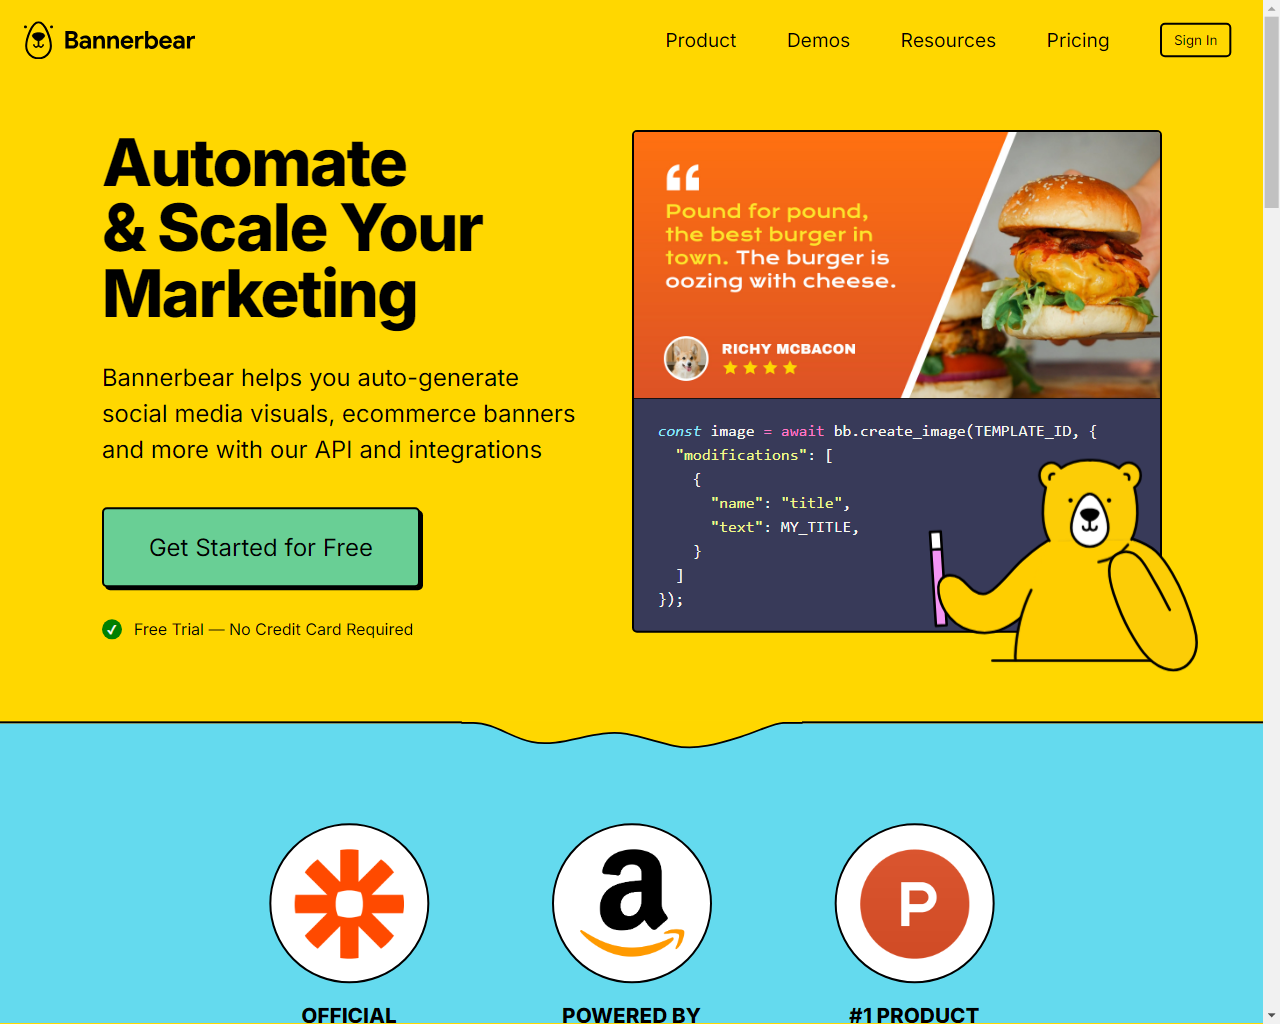 Bannerbear
Product
Demos
Resources
Pricing
Sign In
Automate
& Scale Your
Marketing
Bannerbear helps you auto-generate
social media visuals, ecommerce banners
and more with our API and integrations
Get Started for Free
Free Trial — No Credit Card Required
“
Pound for pound,
the best burger in
town. The burger is
oozing with cheese.
RICHY MCBACON
const image = await bb.create_image(TEMPLATE_ID, {
"modifications": [
{
"name": "title",
"text": MY_TITLE,
}
]
});
a
P
OFFICIAL
POWERED BY
#1 PRODUCT